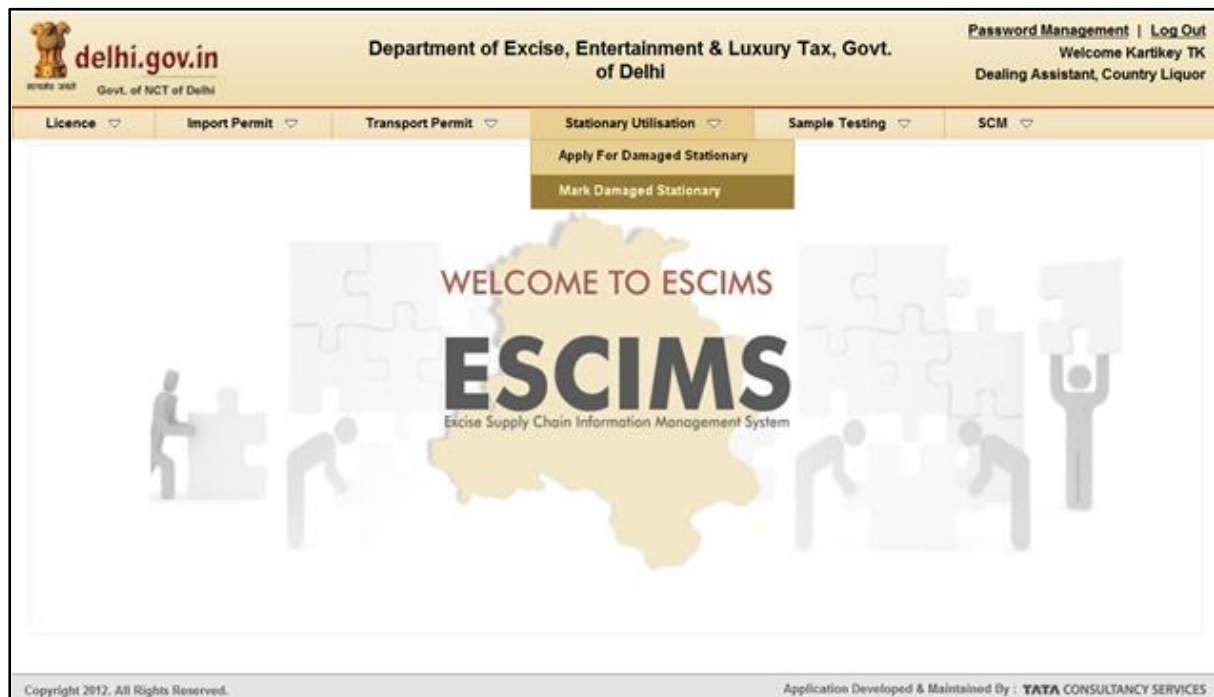 delhi.gov.in
Govt. of NCT of Delhi
Department of Excise, Entertainment & Luxury Tax, Govt.
of Delhi
Password Management | Log Out
Welcome Kartikey TK
Dealing Assistant, Country Liquor
Licence Import Permit Transport Permit Stationary Utilisation Sample Testing SCM
Apply For Damaged Stationary
Mark Damaged Stationary
WELCOME TO ESCIMS
ESCIMS
Excise Supply Chain Information Management System
Copyright 2012. All Rights Reserved.
Application Developed & Maintained By : TATA CONSULTANCY SERVICES